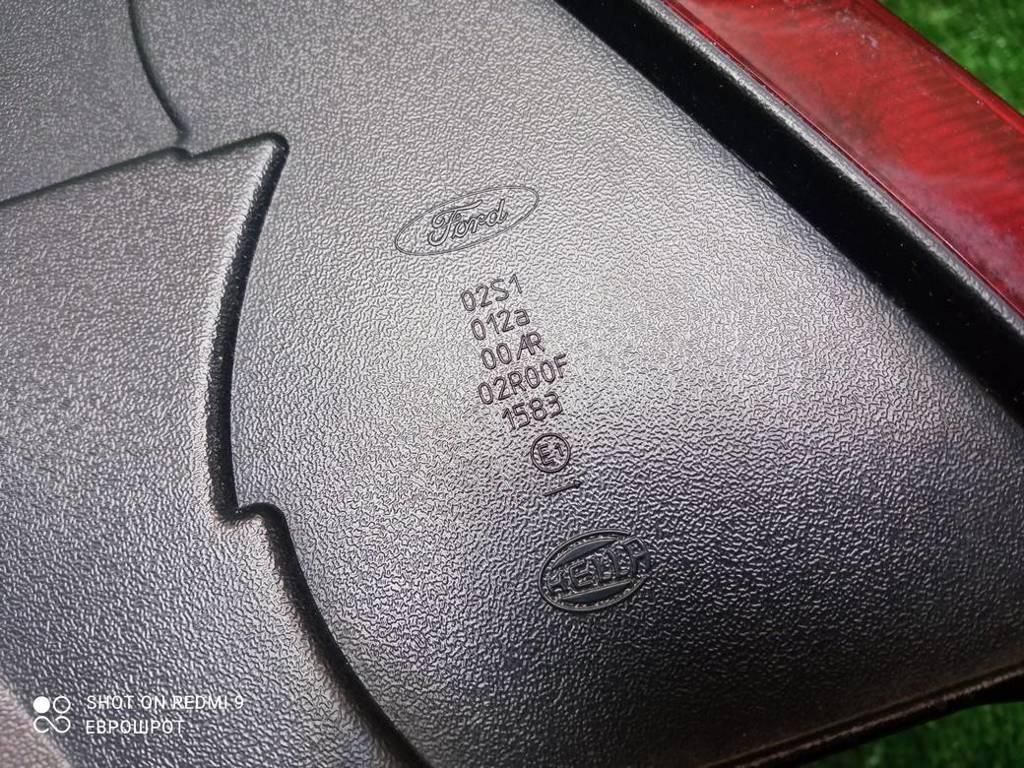 Ford
02S1
012a
00AR
02R00F
1583
E1
HELLA
SHOT ON REDMI 9
ЕВРОШРОТ